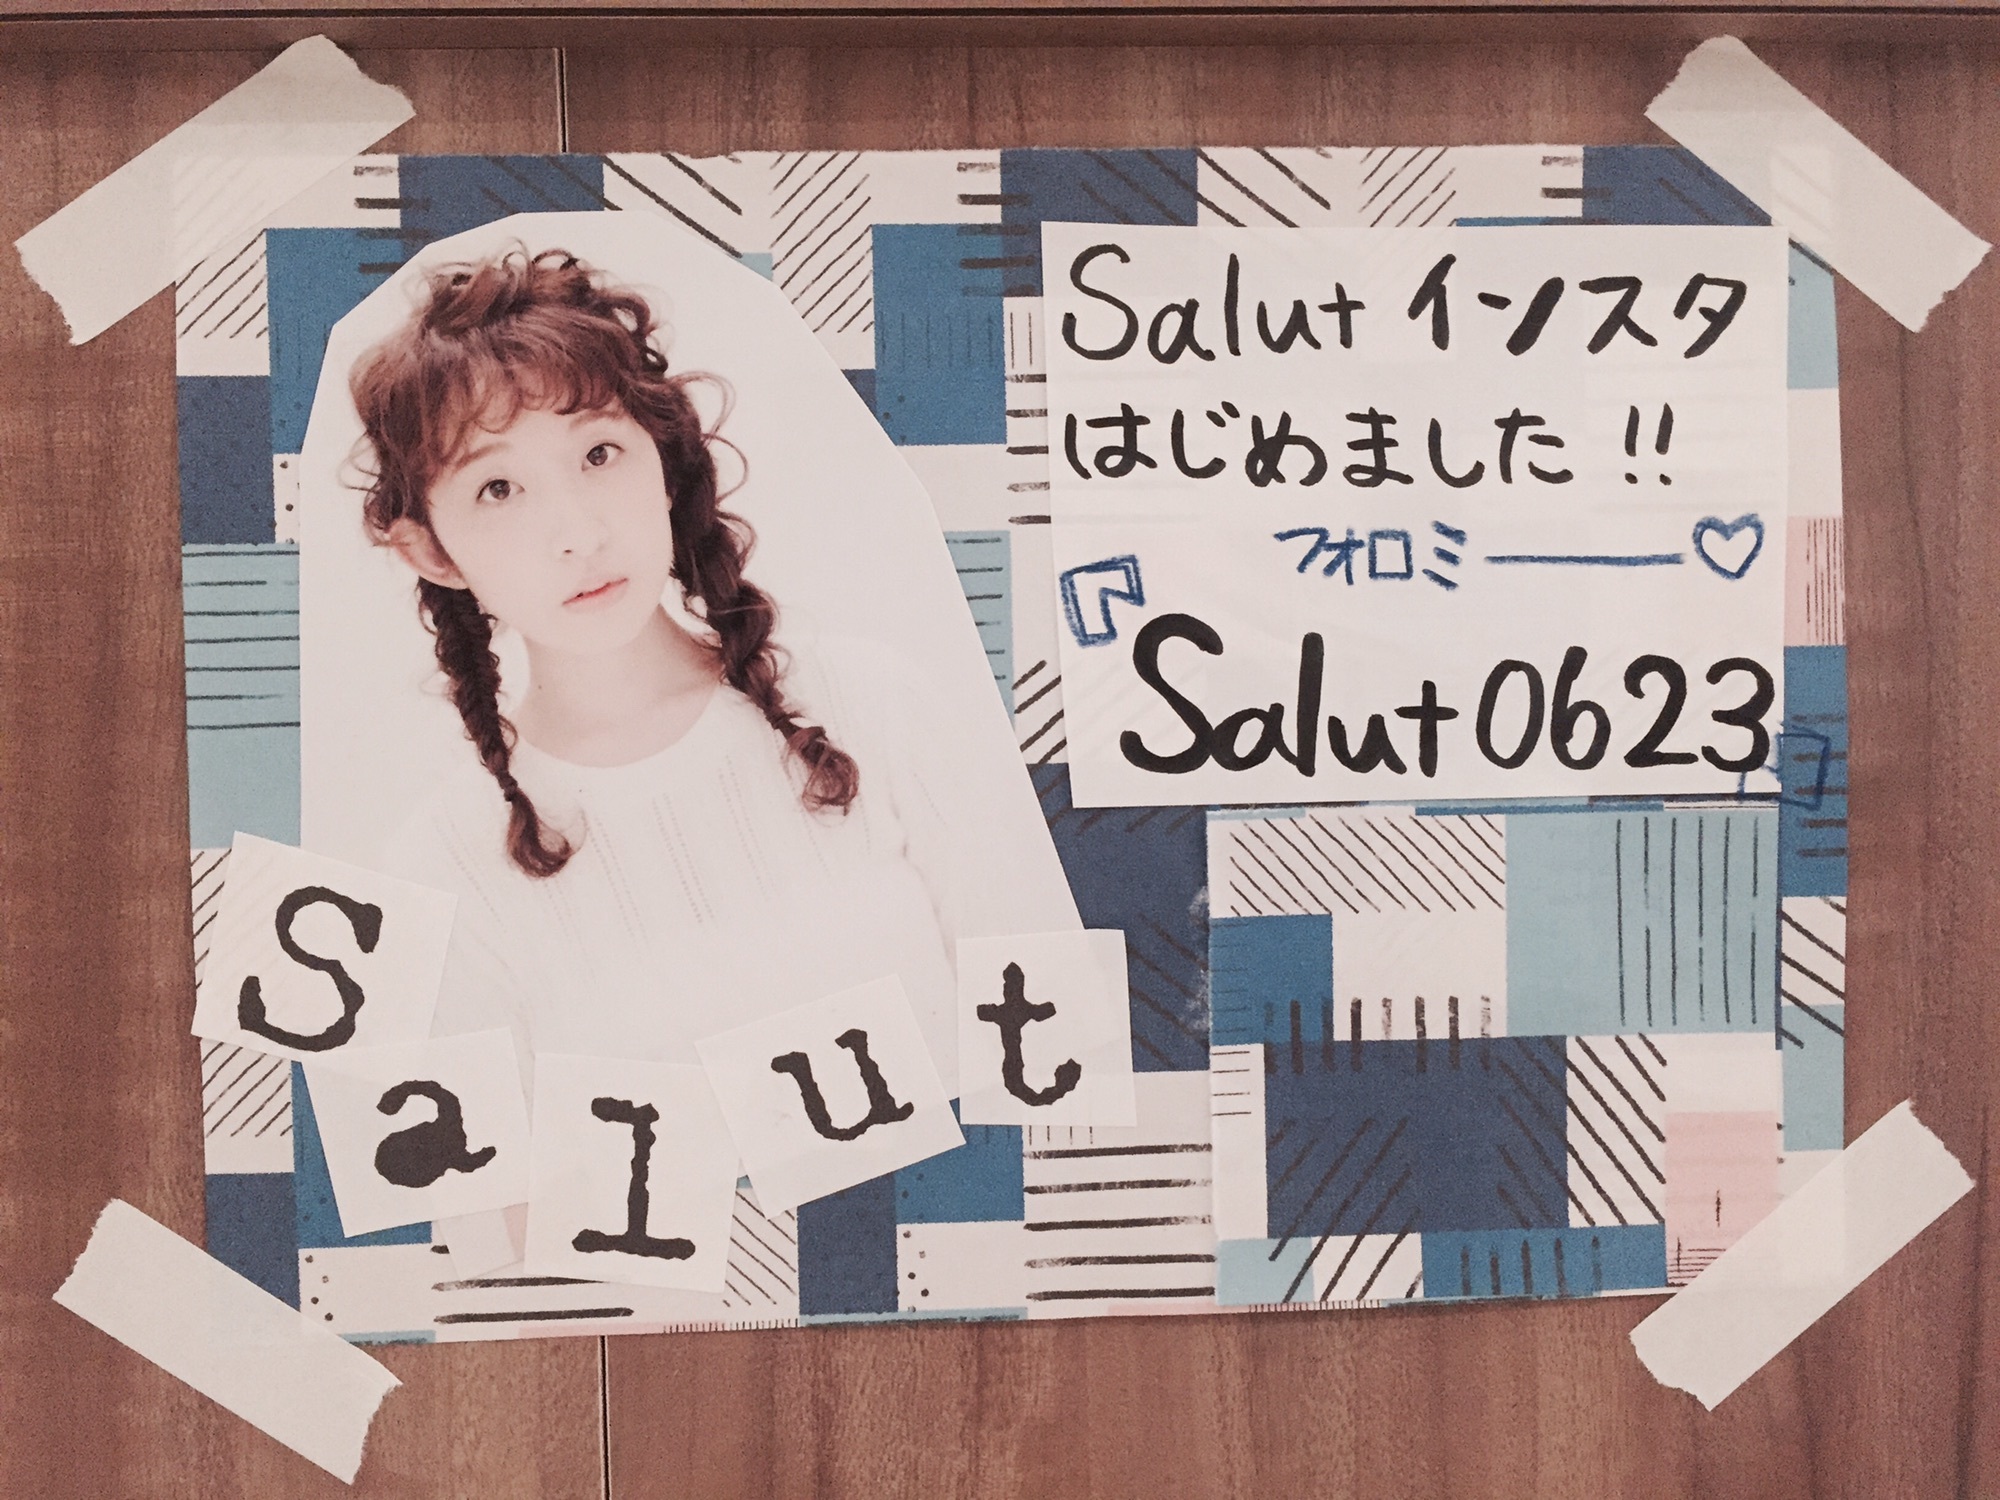 Salut インスタ
はじめました!!
フォロミー♡
『Salut0623』
Salut